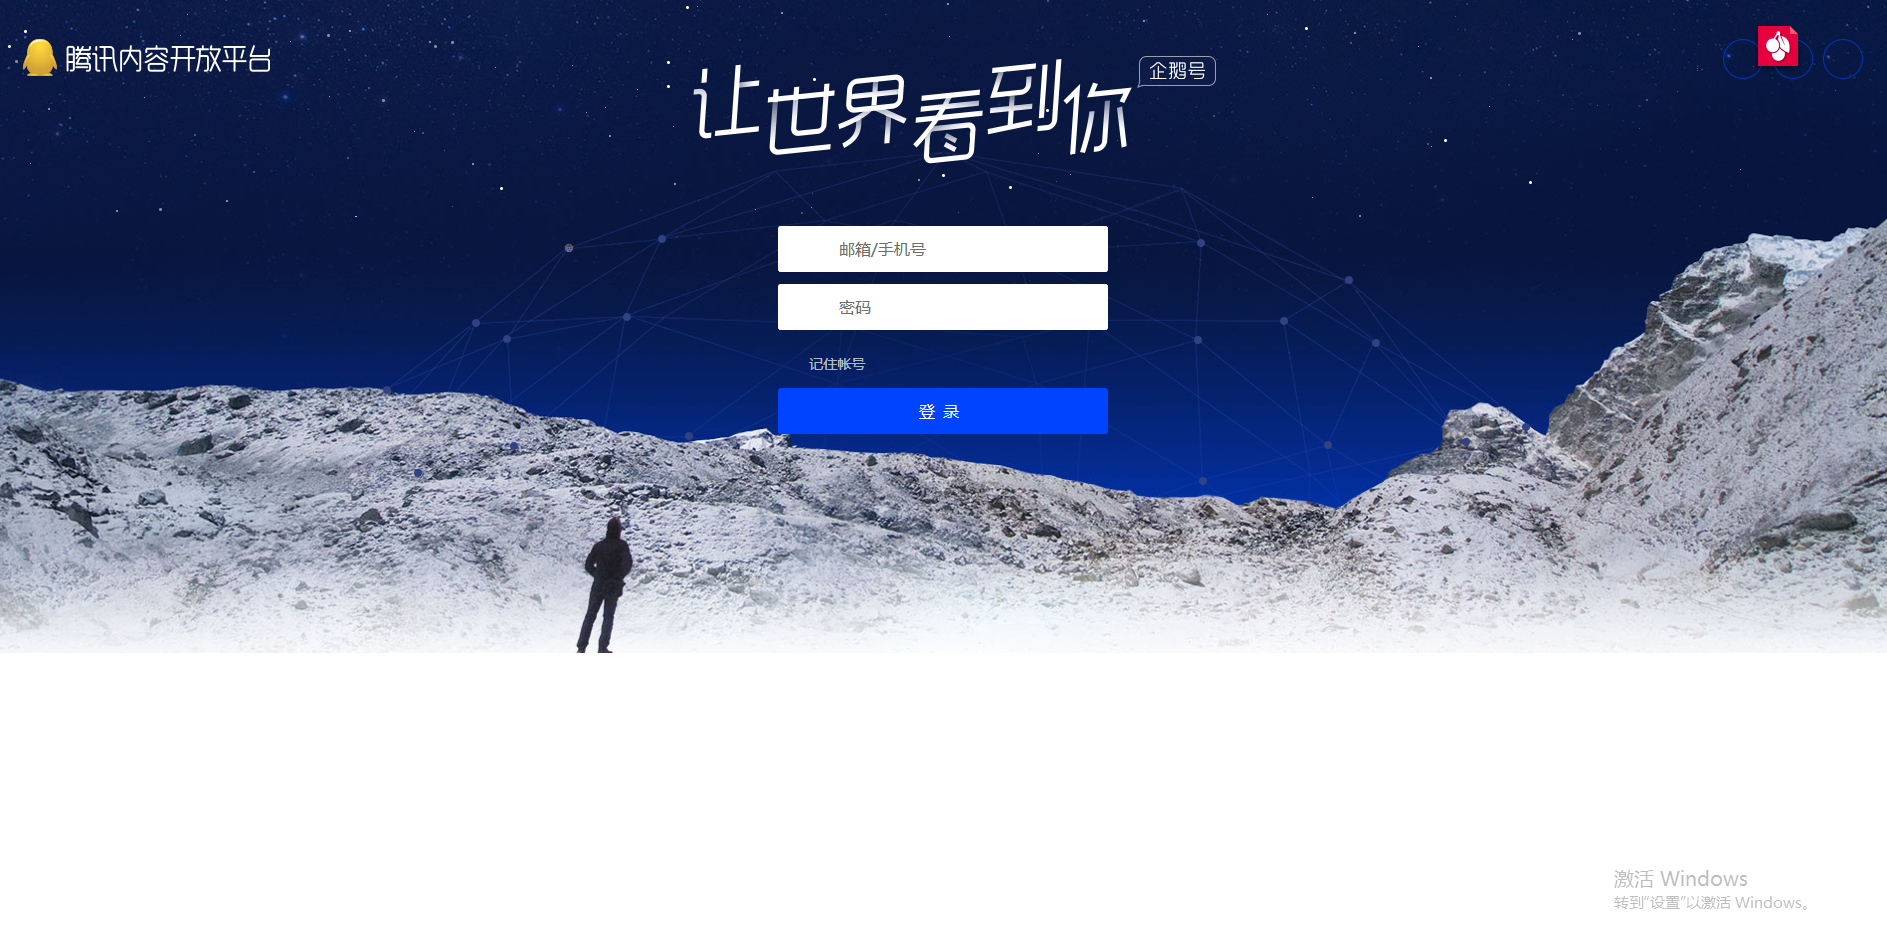 腾讯内容开放平台
让世界看到你
企鹅号
邮箱/手机号
密码
记住帐号
登 录
激活 Windows
转到“设置”以激活 Windows。